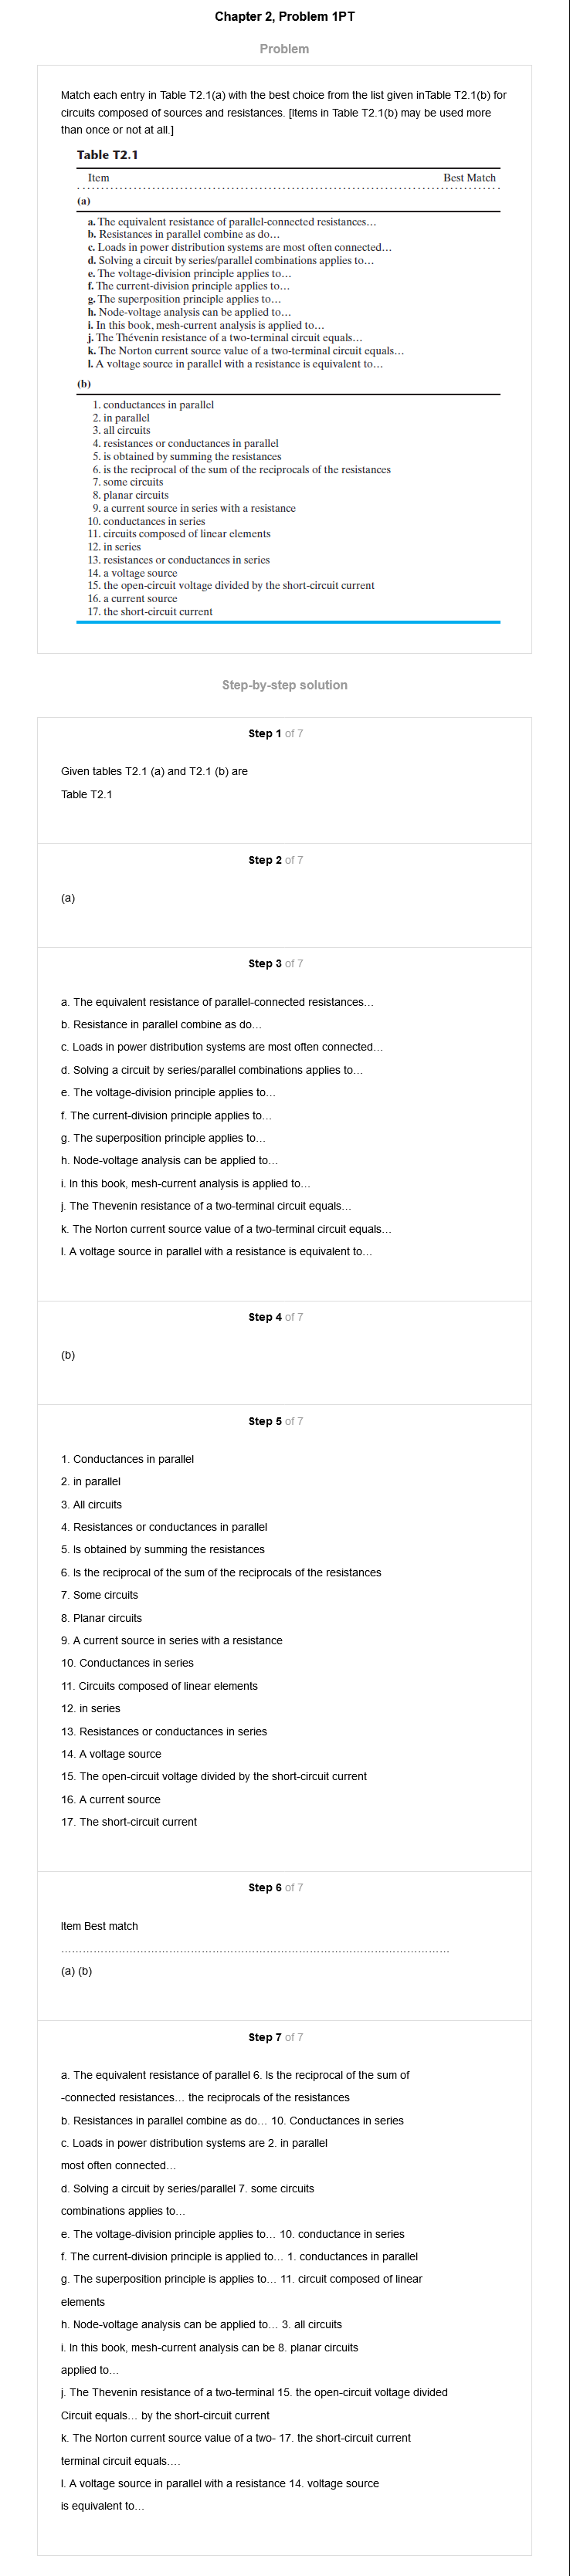 Chapter 2, Problem 1PT
Problem
Match each entry in Table T2.1(a) with the best choice from the list given inTable T2.1(b) for
circuits composed of sources and resistances. [Items in Table T2.1(b) may be used more
than once or not at all.]
Table T2.1
Item Best Match
(a)
a. The equivalent resistance of parallel-connected resistances…
b. Resistances in parallel combine as do…
c. Loads in power distribution systems are most often connected…
d. Solving a circuit by series/parallel combinations applies to…
e. The voltage-division principle applies to…
f. The current-division principle applies to…
g. The superposition principle applies to…
h. Node-voltage analysis can be applied to…
i. In this book, mesh-current analysis is applied to…
j. The Thévenin resistance of a two-terminal circuit equals…
k. The Norton current source value of a two-terminal circuit equals…
l. A voltage source in parallel with a resistance is equivalent to…
(b)
1. conductances in parallel
2. in parallel
3. all circuits
4. resistances or conductances in parallel
5. is obtained by summing the resistances
6. is the reciprocal of the sum of the reciprocals of the resistances
7. some circuits
8. planar circuits
9. a current source in series with a resistance
10. conductances in series
11. circuits composed of linear elements
12. in series
13. resistances or conductances in series
14. a voltage source
15. the open-circuit voltage divided by the short-circuit current
16. a current source
17. the short-circuit current
Step-by-step solution
Step 1 of 7
Given tables T2.1 (a) and T2.1 (b) are
Table T2.1
Step 2 of 7
(a)
Step 3 of 7
a. The equivalent resistance of parallel-connected resistances…
b. Resistance in parallel combine as do…
c. Loads in power distribution systems are most often connected…
d. Solving a circuit by series/parallel combinations applies to…
e. The voltage-division principle applies to…
f. The current-division principle applies to…
g. The superposition principle applies to…
h. Node-voltage analysis can be applied to…
i. In this book, mesh-current analysis is applied to…
j. The Thevenin resistance of a two-terminal circuit equals…
k. The Norton current source value of a two-terminal circuit equals…
l. A voltage source in parallel with a resistance is equivalent to…
Step 4 of 7
(b)
Step 5 of 7
1. Conductances in parallel
2. in parallel
3. All circuits
4. Resistances or conductances in parallel
5. Is obtained by summing the resistances
6. Is the reciprocal of the sum of the reciprocals of the resistances
7. Some circuits
8. Planar circuits
9. A current source in series with a resistance
10. Conductances in series
11. Circuits composed of linear elements
12. in series
13. Resistances or conductances in series
14. A voltage source
15. The open-circuit voltage divided by the short-circuit current
16. A current source
17. The short-circuit current
Step 6 of 7
Item Best match
…………………………………………………………………………………………
(a) (b)
Step 7 of 7
a. The equivalent resistance of parallel 6. Is the reciprocal of the sum of
-connected resistances… the reciprocals of the resistances
b. Resistances in parallel combine as do… 10. Conductances in series
c. Loads in power distribution systems are 2. in parallel
most often connected…
d. Solving a circuit by series/parallel 7. some circuits
combinations applies to…
e. The voltage-division principle applies to… 10. conductance in series
f. The current-division principle is applied to… 1. conductances in parallel
g. The superposition principle is applies to… 11. circuit composed of linear
elements
h. Node-voltage analysis can be applied to… 3. all circuits
i. In this book, mesh-current analysis can be 8. planar circuits
applied to…
j. The Thevenin resistance of a two-terminal 15. the open-circuit voltage divided
Circuit equals… by the short-circuit current
k. The Norton current source value of a two- 17. the short-circuit current
terminal circuit equals….
l. A voltage source in parallel with a resistance 14. voltage source
is equivalent to…